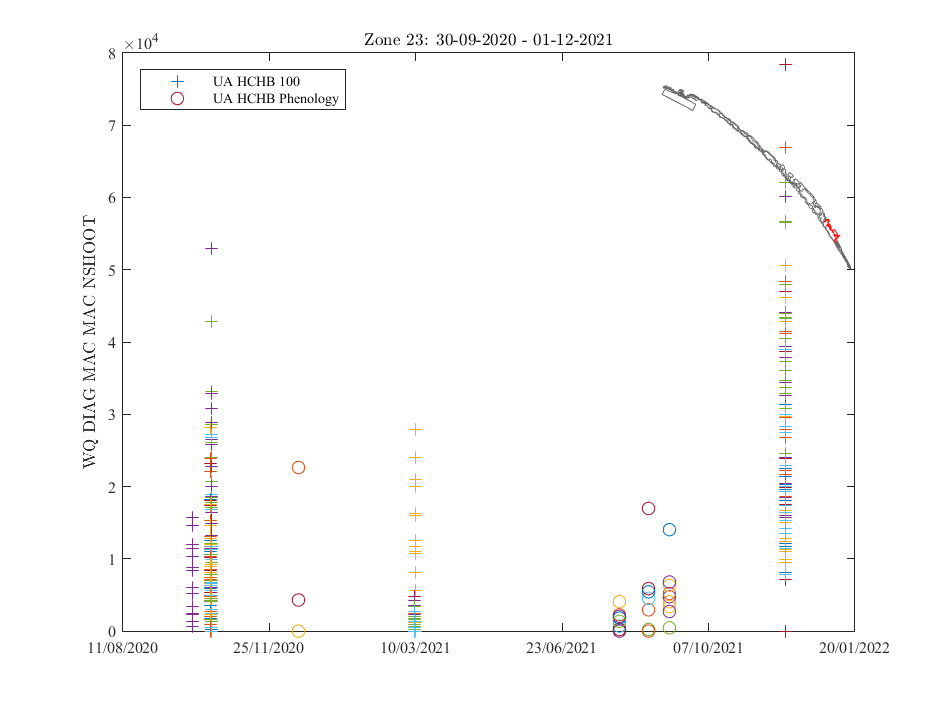 Zone 23: 30-09-2020 - 01-12-2021
×10⁴
8
7
6
5
4
3
2
1
0
WQ DIAG MAC MAC NSHOOT
UA HCHB 100
UA HCHB Phenology
11/08/2020 25/11/2020 10/03/2021 23/06/2021 07/10/2021 20/01/2022